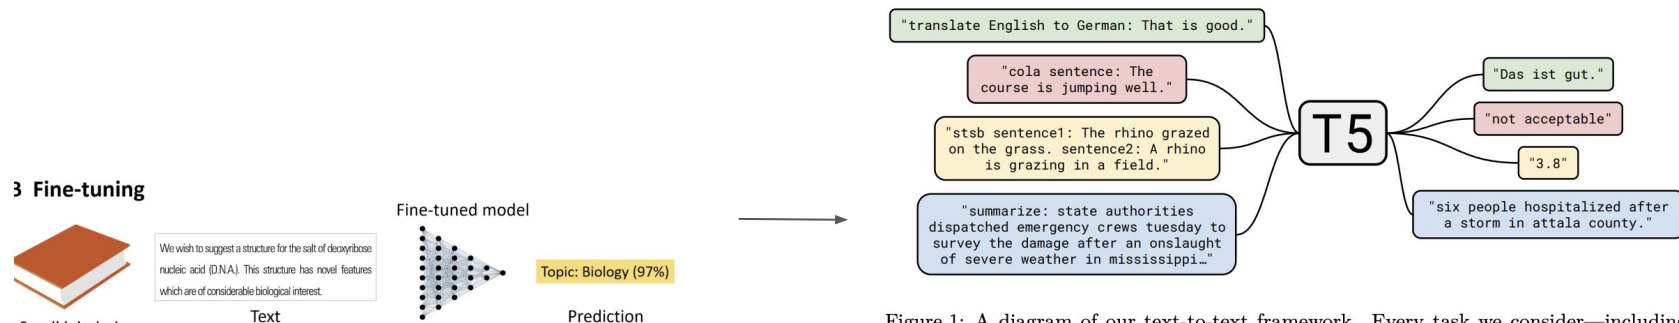 B Fine-tuning
We wish to suggest a structure for the salt of deoxyribose
nucleic acid (D.N.A.). This structure has novel features
which are of considerable biological interest.
Text
Fine-tuned model
Topic: Biology (97%)
Prediction
"translate English to German: That is good."
"cola sentence: The
course is jumping well."
"stsb sentence1: The rhino grazed
on the grass. sentence2: A rhino
is grazing in a field."
"summarize: state authorities
dispatched emergency crews tuesday to
survey the damage after an onslaught
of severe weather in mississippi…"
T5
"Das ist gut."
"not acceptable"
"3.8"
"six people hospitalized after
a storm in attala county."
Figure 1: A diagram of our text-to-text framework. Every task we consider—including